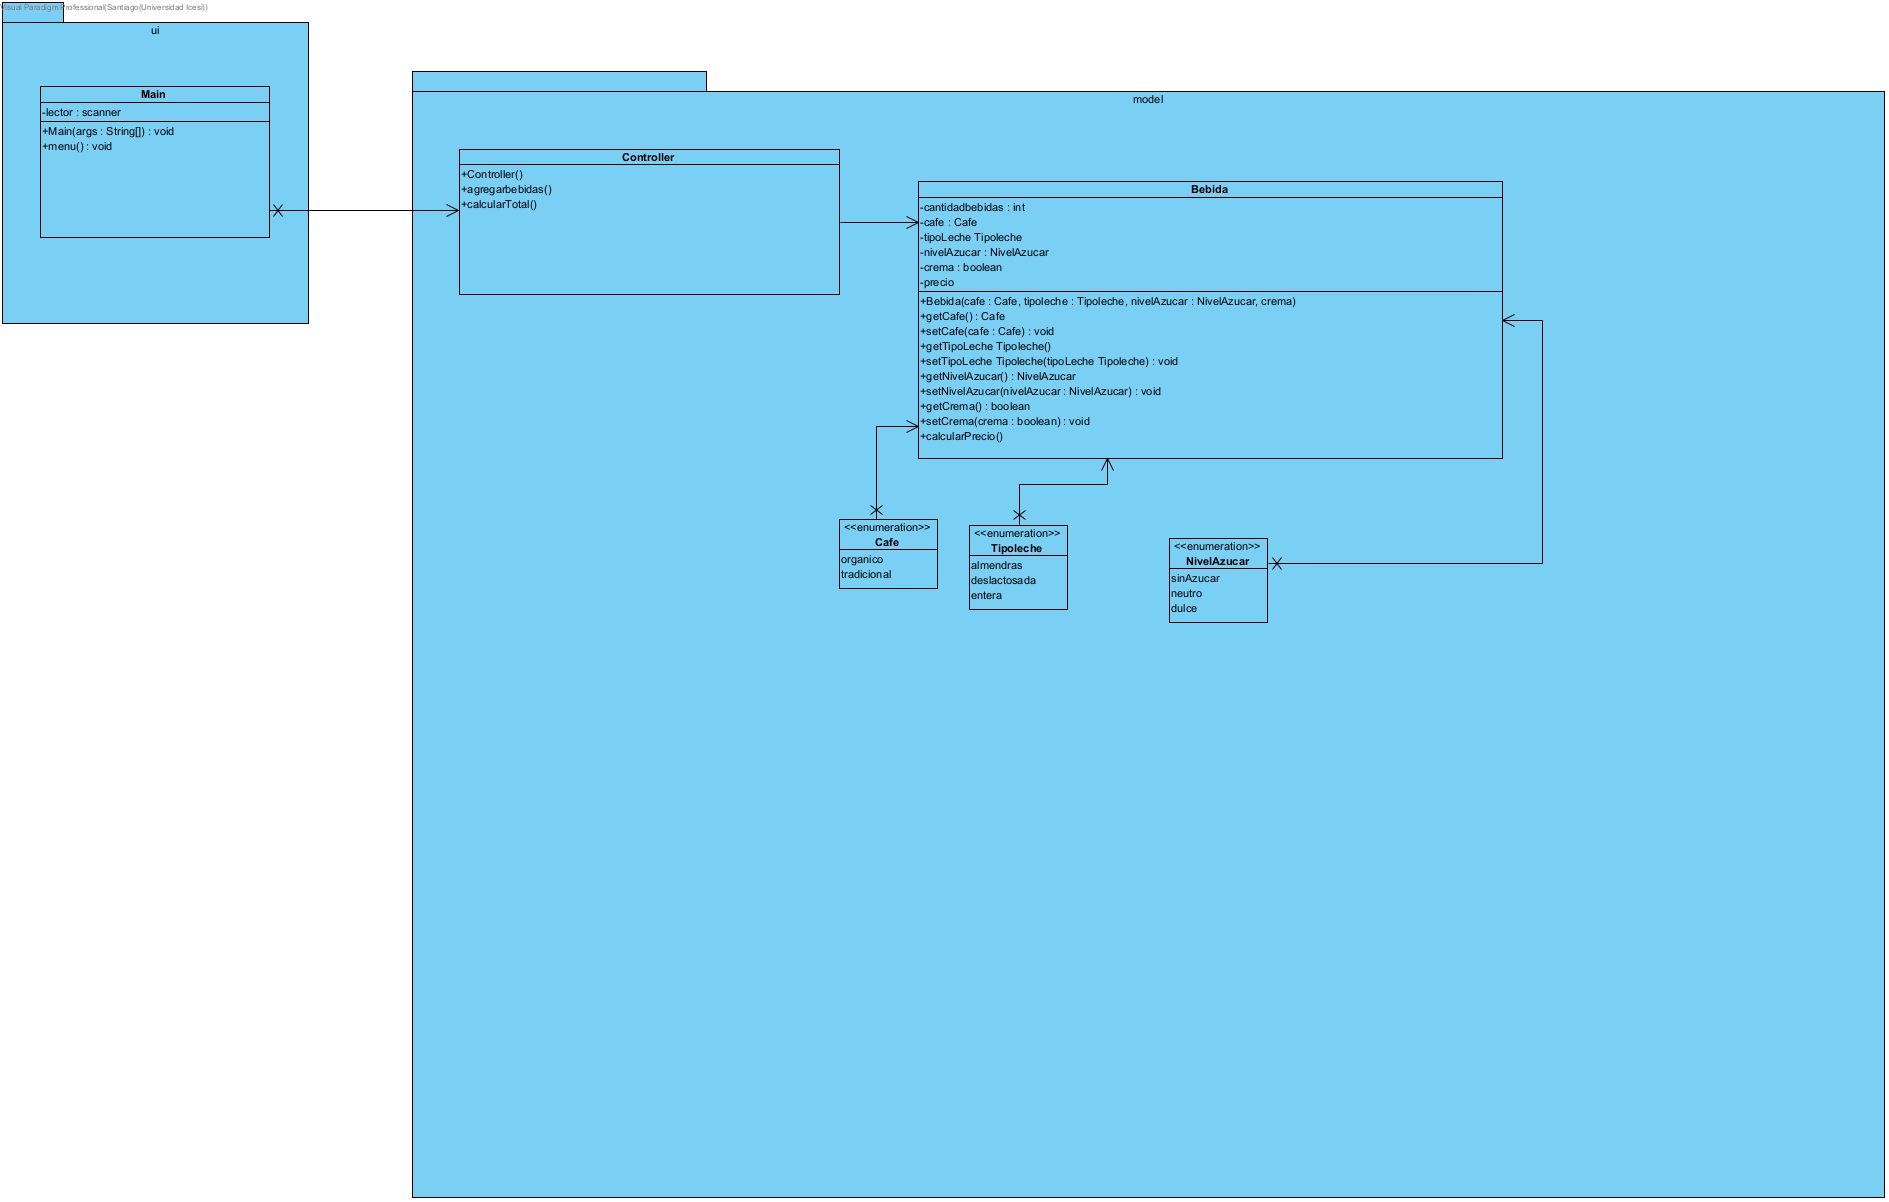 Visual Paradigm Professional(Santiago(Universidad Icesi))
ui
Main
-lector : scanner
+Main(args : String[]) : void
+menu() : void
model
Controller
+Controller()
+agregarbebidas()
+calcularTotal()
Bebida
-cantidadbebidas : int
-cafe : Cafe
-tipoLeche Tipoleche
-nivelAzucar : NivelAzucar
-crema : boolean
-precio
+Bebida(cafe : Cafe, tipoleche : Tipoleche, nivelAzucar : NivelAzucar, crema)
+getCafe() : Cafe
+setCafe(cafe : Cafe) : void
+getTipoLeche Tipoleche()
+setTipoLeche Tipoleche(tipoLeche Tipoleche) : void
+getNivelAzucar() : NivelAzucar
+setNivelAzucar(nivelAzucar : NivelAzucar) : void
+getCrema() : boolean
+setCrema(crema : boolean) : void
+calcularPrecio()
<<enumeration>>
Cafe
organico
tradicional
<<enumeration>>
Tipoleche
almendras
deslactosada
entera
<<enumeration>>
NivelAzucar
sinAzucar
neutro
dulce